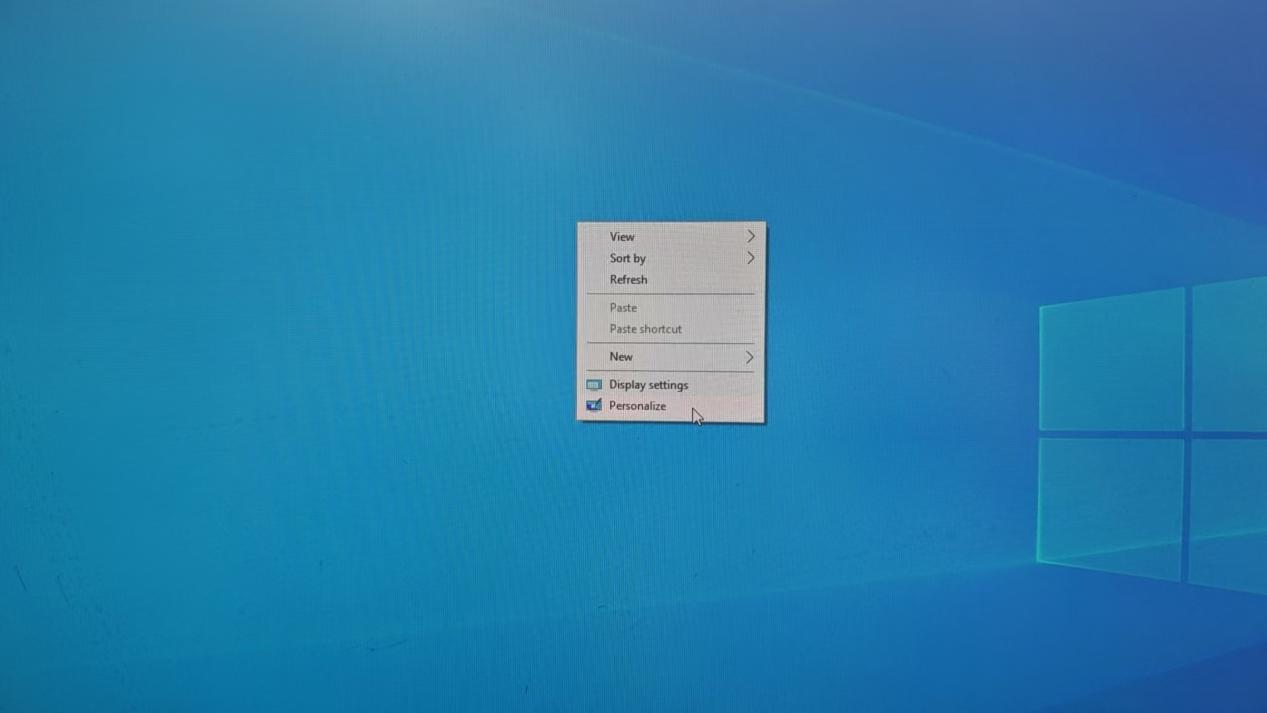 View
Sort by
Refresh
Paste
Paste shortcut
New
Display settings
Personalize